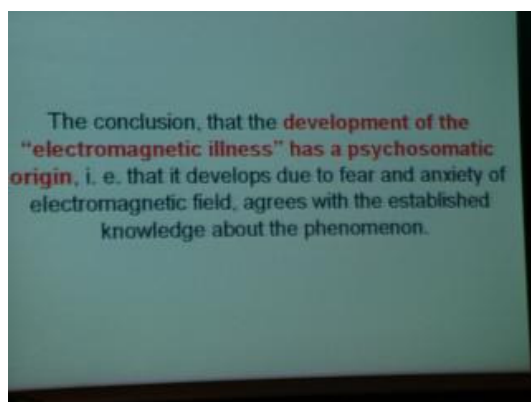 The conclusion, that the development of the
“electromagnetic illness” has a psychosomatic
origin, i. e. that it develops due to fear and anxiety of
electromagnetic field, agrees with the established
knowledge about the phenomenon.